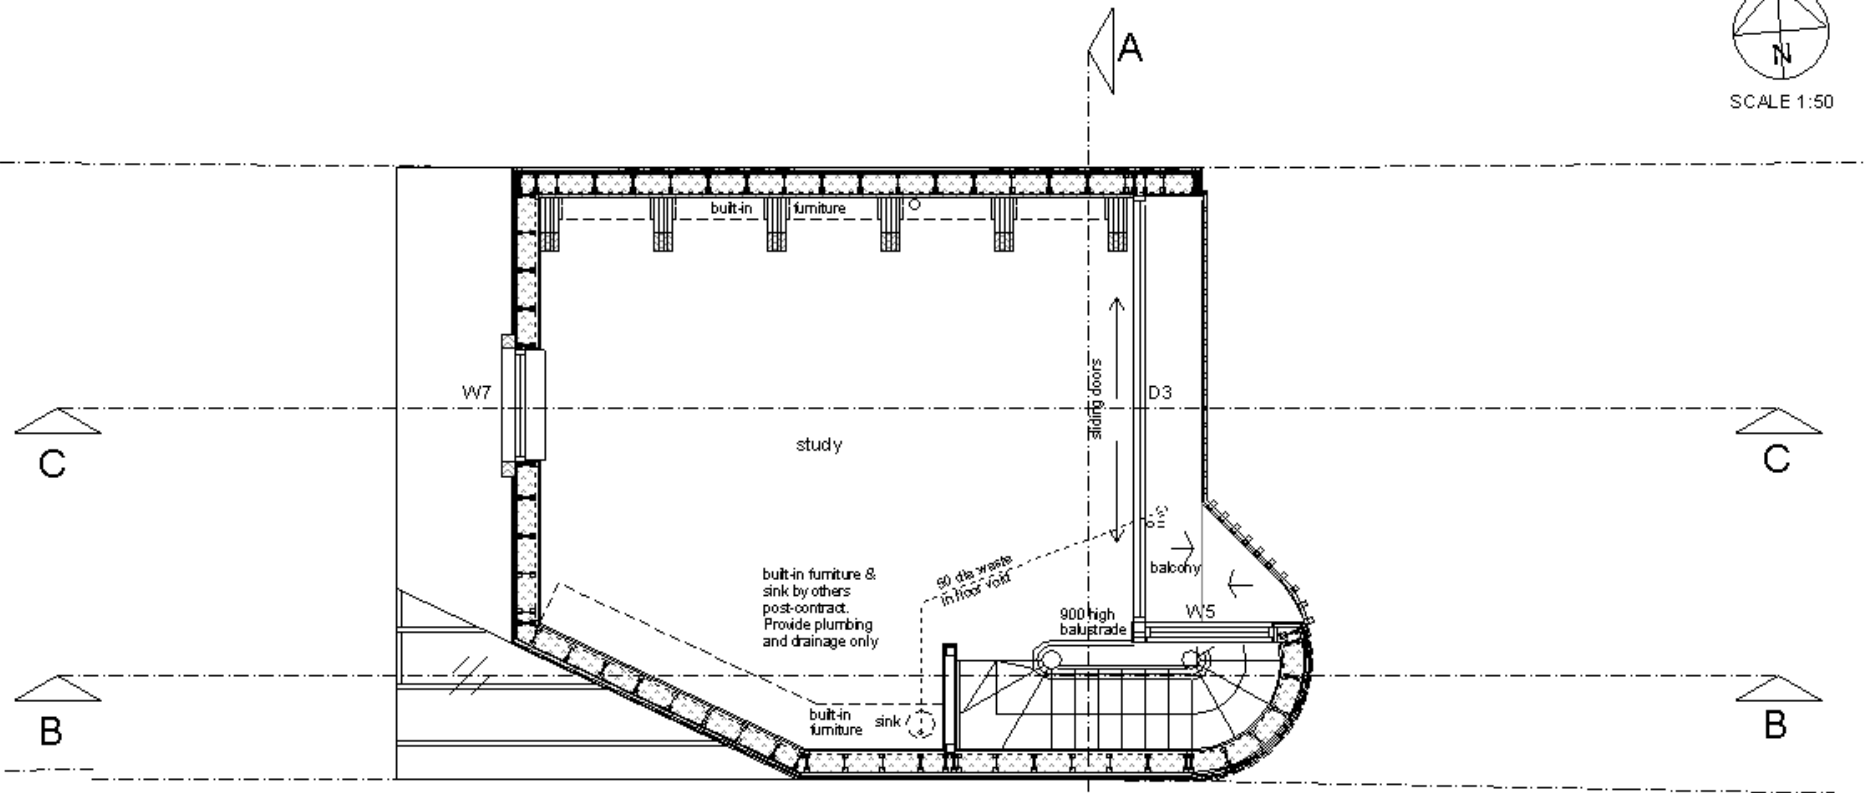 A
N
SCALE 1:50
built-in furniture
W7
D3
sliding doors
study
C
C
50 dia waste
in floor void
balcony
built-in furniture &
sink by others
post-contract.
Provide plumbing
and drainage only
900 high
balustrade
W5
built-in
furniture
sink
B
B